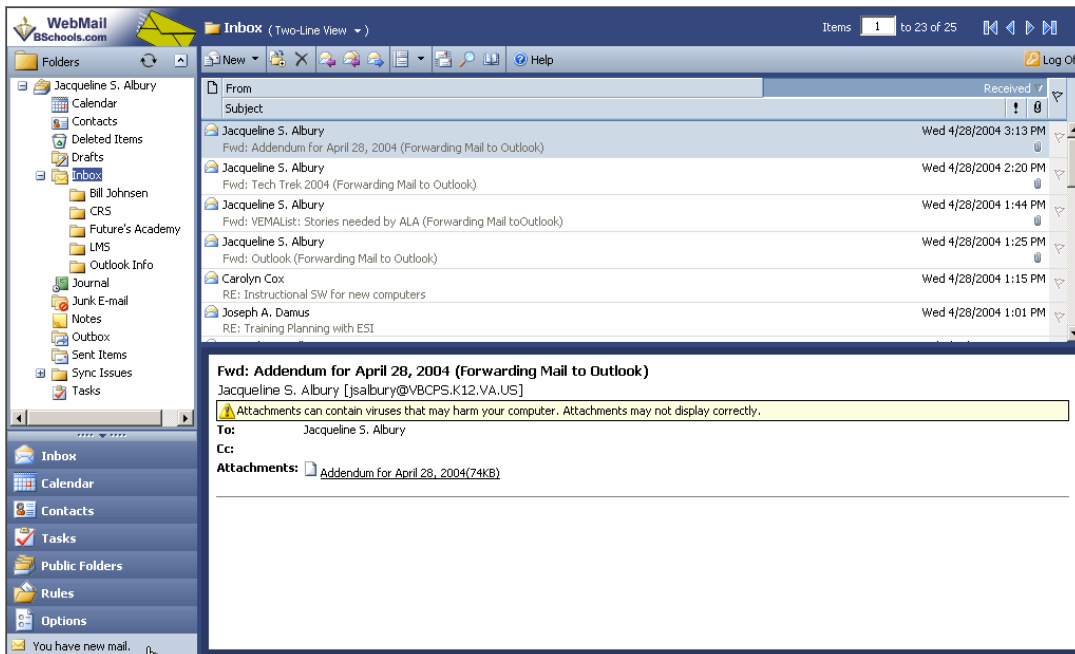 WebMail
BSchools.com
Inbox (Two-Line View ▾)
Items 1 to 23 of 25
Folders
New
Help
Log Of
Jacqueline S. Albury
Calendar
Contacts
Deleted Items
Drafts
Inbox
Bill Johnsen
CRS
Future's Academy
LMS
Outlook Info
Journal
Junk E-mail
Notes
Outbox
Sent Items
Sync Issues
Tasks
Inbox
Calendar
Contacts
Tasks
Public Folders
Rules
Options
You have new mail.
From Received
Subject
Jacqueline S. Albury Wed 4/28/2004 3:13 PM
Fwd: Addendum for April 28, 2004 (Forwarding Mail to Outlook)
Jacqueline S. Albury Wed 4/28/2004 2:20 PM
Fwd: Tech Trek 2004 (Forwarding Mail to Outlook)
Jacqueline S. Albury Wed 4/28/2004 1:44 PM
Fwd: VEMAList: Stories needed by ALA (Forwarding Mail toOutlook)
Jacqueline S. Albury Wed 4/28/2004 1:25 PM
Fwd: Outlook (Forwarding Mail to Outlook)
Carolyn Cox Wed 4/28/2004 1:15 PM
RE: Instructional SW for new computers
Joseph A. Damus Wed 4/28/2004 1:01 PM
RE: Training Planning with ESI
Fwd: Addendum for April 28, 2004 (Forwarding Mail to Outlook)
Jacqueline S. Albury [jsalbury@VBCPS.K12.VA.US]
Attachments can contain viruses that may harm your computer. Attachments may not display correctly.
To: Jacqueline S. Albury
Cc:
Attachments: Addendum for April 28, 2004(74KB)